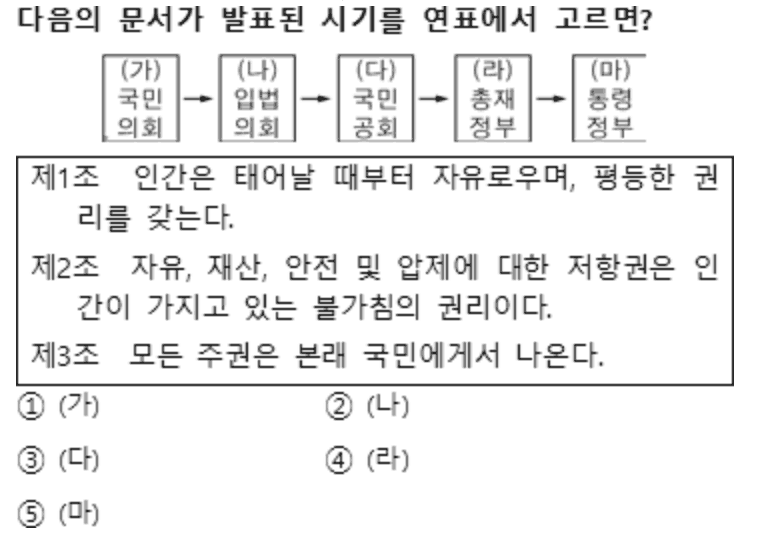 다음의 문서가 발표된 시기를 연표에서 고르면?
(가) (나) (다) (라) (마)
국민 → 입법 → 국민 → 총재 → 통령
의회 의회 공회 정부 정부
제1조 인간은 태어날 때부터 자유로우며, 평등한 권
리를 갖는다.
제2조 자유, 재산, 안전 및 압제에 대한 저항권은 인
간이 가지고 있는 불가침의 권리이다.
제3조 모든 주권은 본래 국민에게서 나온다.
① (가) ② (나)
③ (다) ④ (라)
⑤ (마)